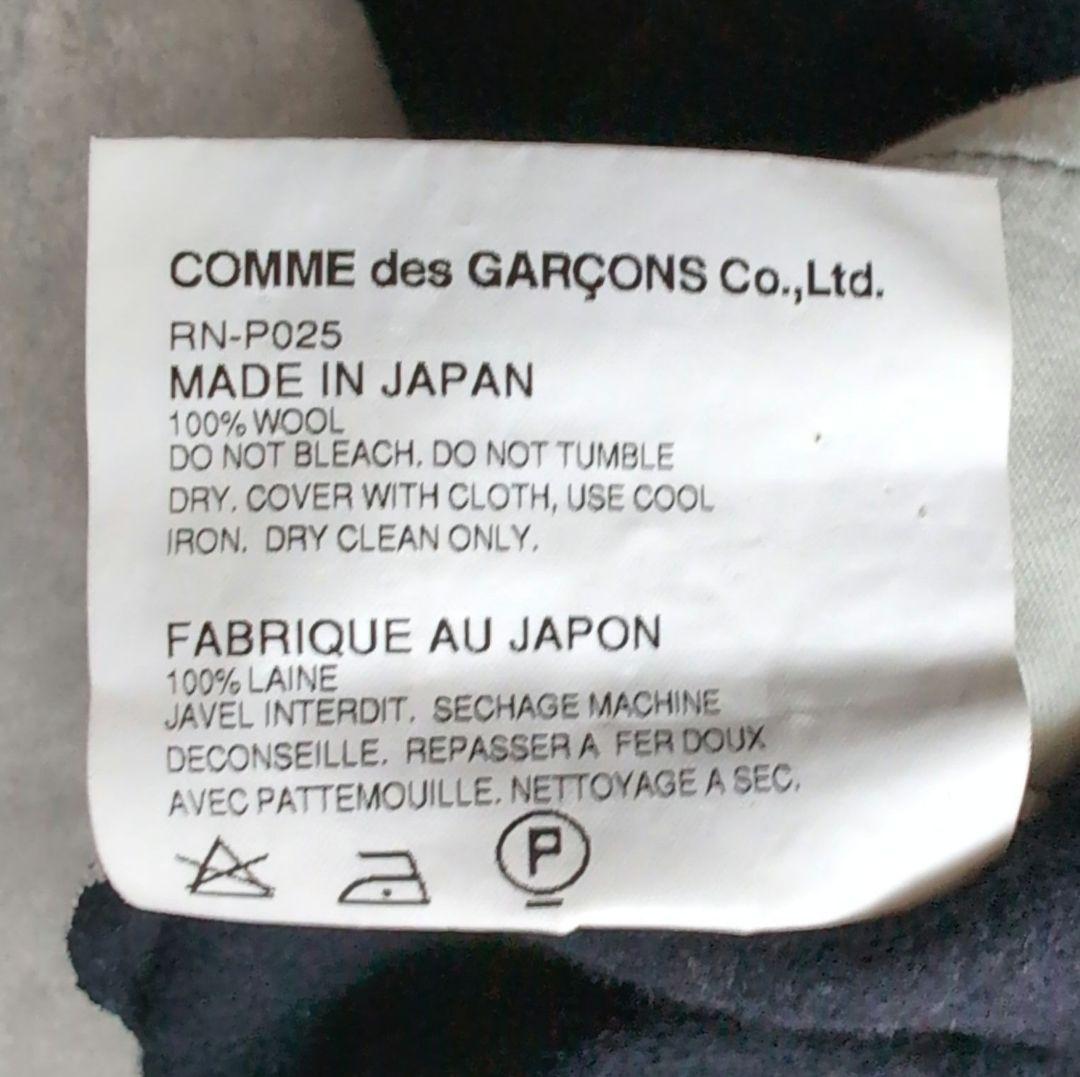 COMME des GARÇONS Co.,Ltd.
RN-P025
MADE IN JAPAN
100% WOOL
DO NOT BLEACH. DO NOT TUMBLE
DRY. COVER WITH CLOTH, USE COOL
IRON. DRY CLEAN ONLY.
FABRIQUE AU JAPON
100% LAINE
JAVEL INTERDIT. SECHAGE MACHINE
DECONSEILLE. REPASSER A FER DOUX
AVEC PATTEMOUILLE. NETTOYAGE A SEC.
P